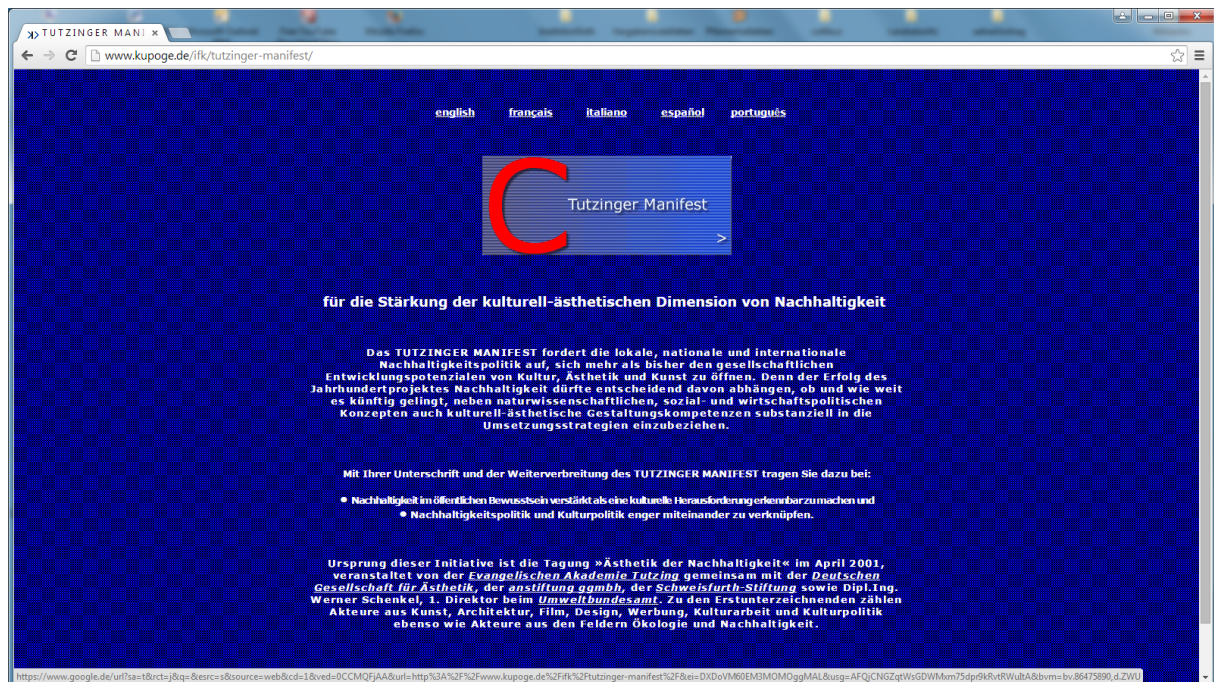 TUTZINGER MANI
www.kupoge.de/ifk/tutzinger-manifest/
english français italiano español português
C
Tutzinger Manifest
>
für die Stärkung der kulturell-ästhetischen Dimension von Nachhaltigkeit
Das TUTZINGER MANIFEST fordert die lokale, nationale und internationale
Nachhaltigkeitspolitik auf, sich mehr als bisher den gesellschaftlichen
Entwicklungspotenzialen von Kultur, Ästhetik und Kunst zu öffnen. Denn der Erfolg des
Jahrhundertprojektes Nachhaltigkeit dürfte entscheidend davon abhängen, ob und wie weit
es künftig gelingt, neben naturwissenschaftlichen, sozial- und wirtschaftspolitischen
Konzepten auch kulturell-ästhetische Gestaltungskompetenzen substanziell in die
Umsetzungsstrategien einzubeziehen.
Mit Ihrer Unterschrift und der Weiterverbreitung des TUTZINGER MANIFEST tragen Sie dazu bei:
• Nachhaltigkeit im öffentlichen Bewusstsein verstärkt als eine kulturelle Herausforderung erkennbar zu machen und
• Nachhaltigkeitspolitik und Kulturpolitik enger miteinander zu verknüpfen.
Ursprung dieser Initiative ist die Tagung »Ästhetik der Nachhaltigkeit« im April 2001,
veranstaltet von der Evangelischen Akademie Tutzing gemeinsam mit der Deutschen
Gesellschaft für Ästhetik, der anstiftung ggmbh, der Schweisfurth-Stiftung sowie Dipl.Ing.
Werner Schenkel, 1. Direktor beim Umweltbundesamt. Zu den Erstunterzeichnenden zählen
Akteure aus Kunst, Architektur, Film, Design, Werbung, Kulturarbeit und Kulturpolitik
ebenso wie Akteure aus den Feldern Ökologie und Nachhaltigkeit.